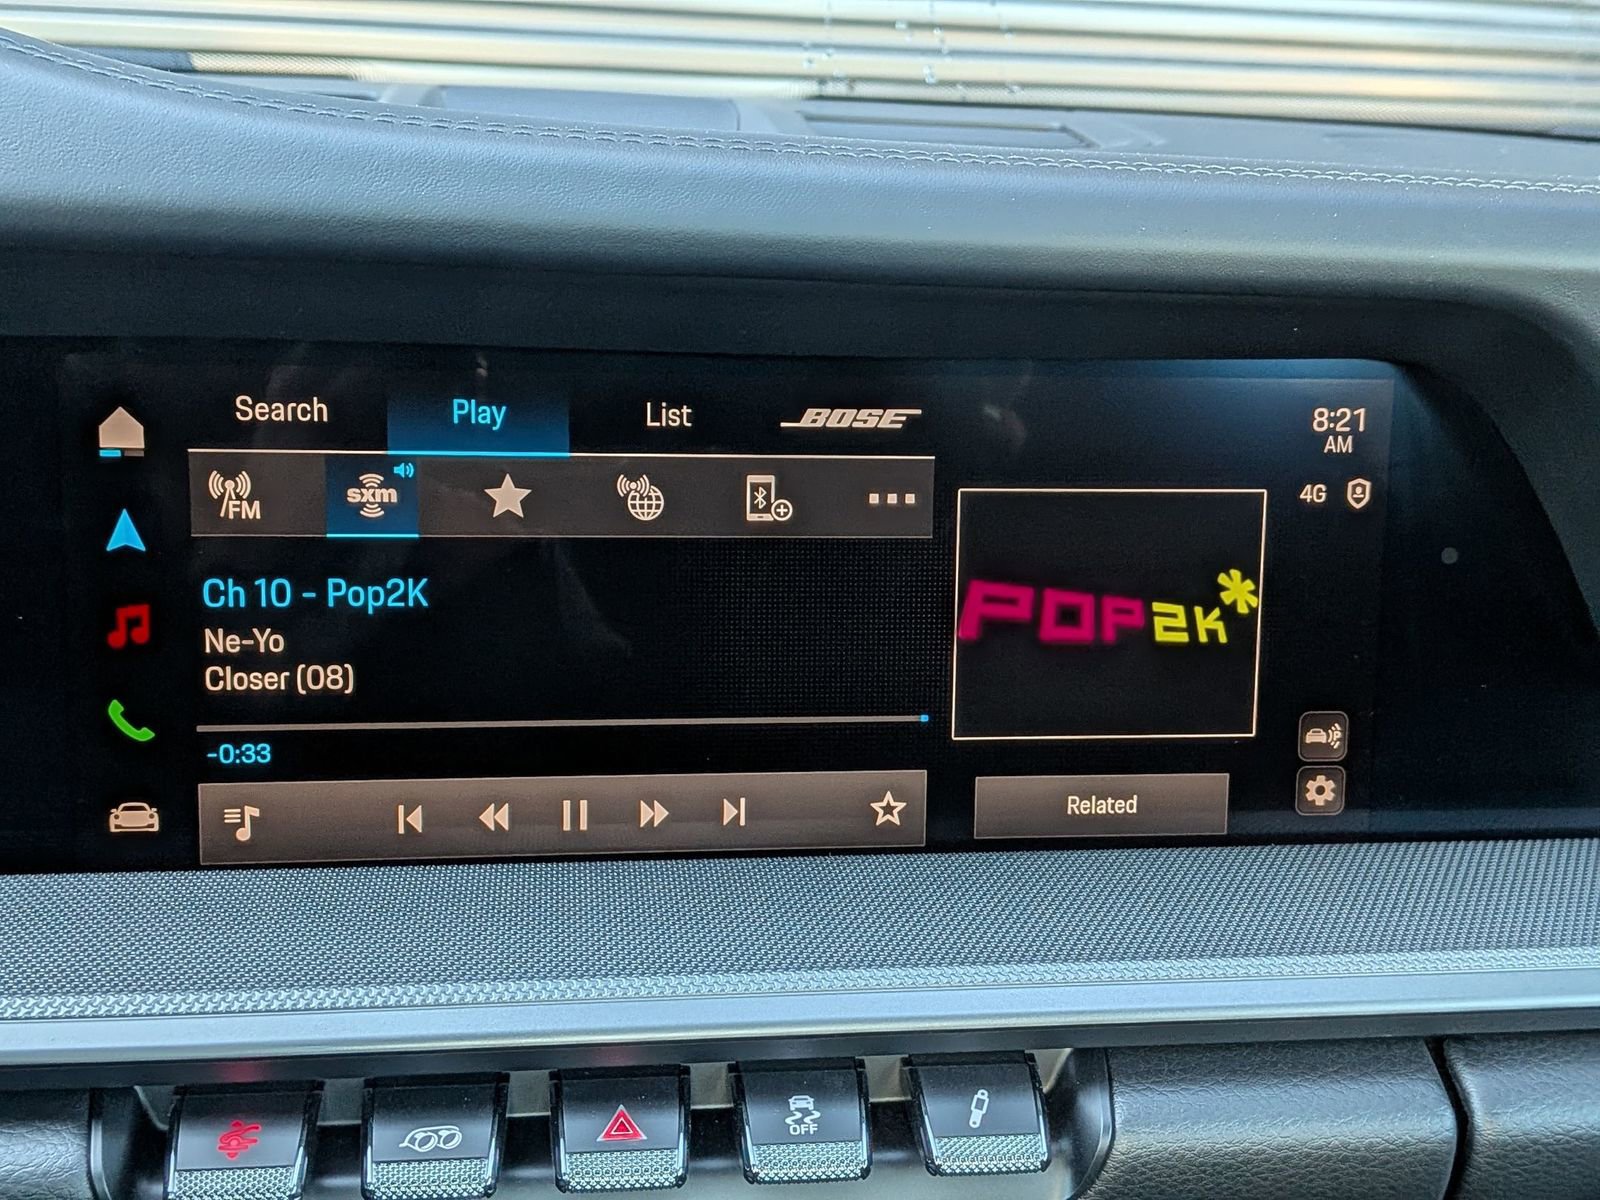 Search
Play
List
BOSE
8:21
AM
FM
sxm
4G
Ch 10 - Pop2K
Ne-Yo
Closer (08)
POP2K*
-0:33
P
Related
OFF